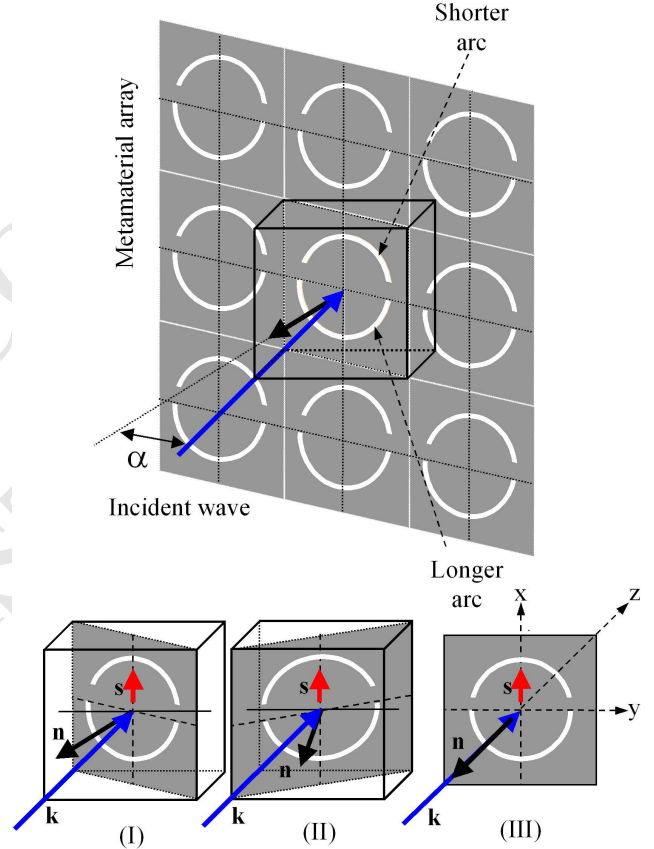 Shorter
arc
Metamaterial array
α
Incident wave
Longer
arc
s
n
k
(I)
s
n
k
(II)
x
z
s
y
n
k
(III)